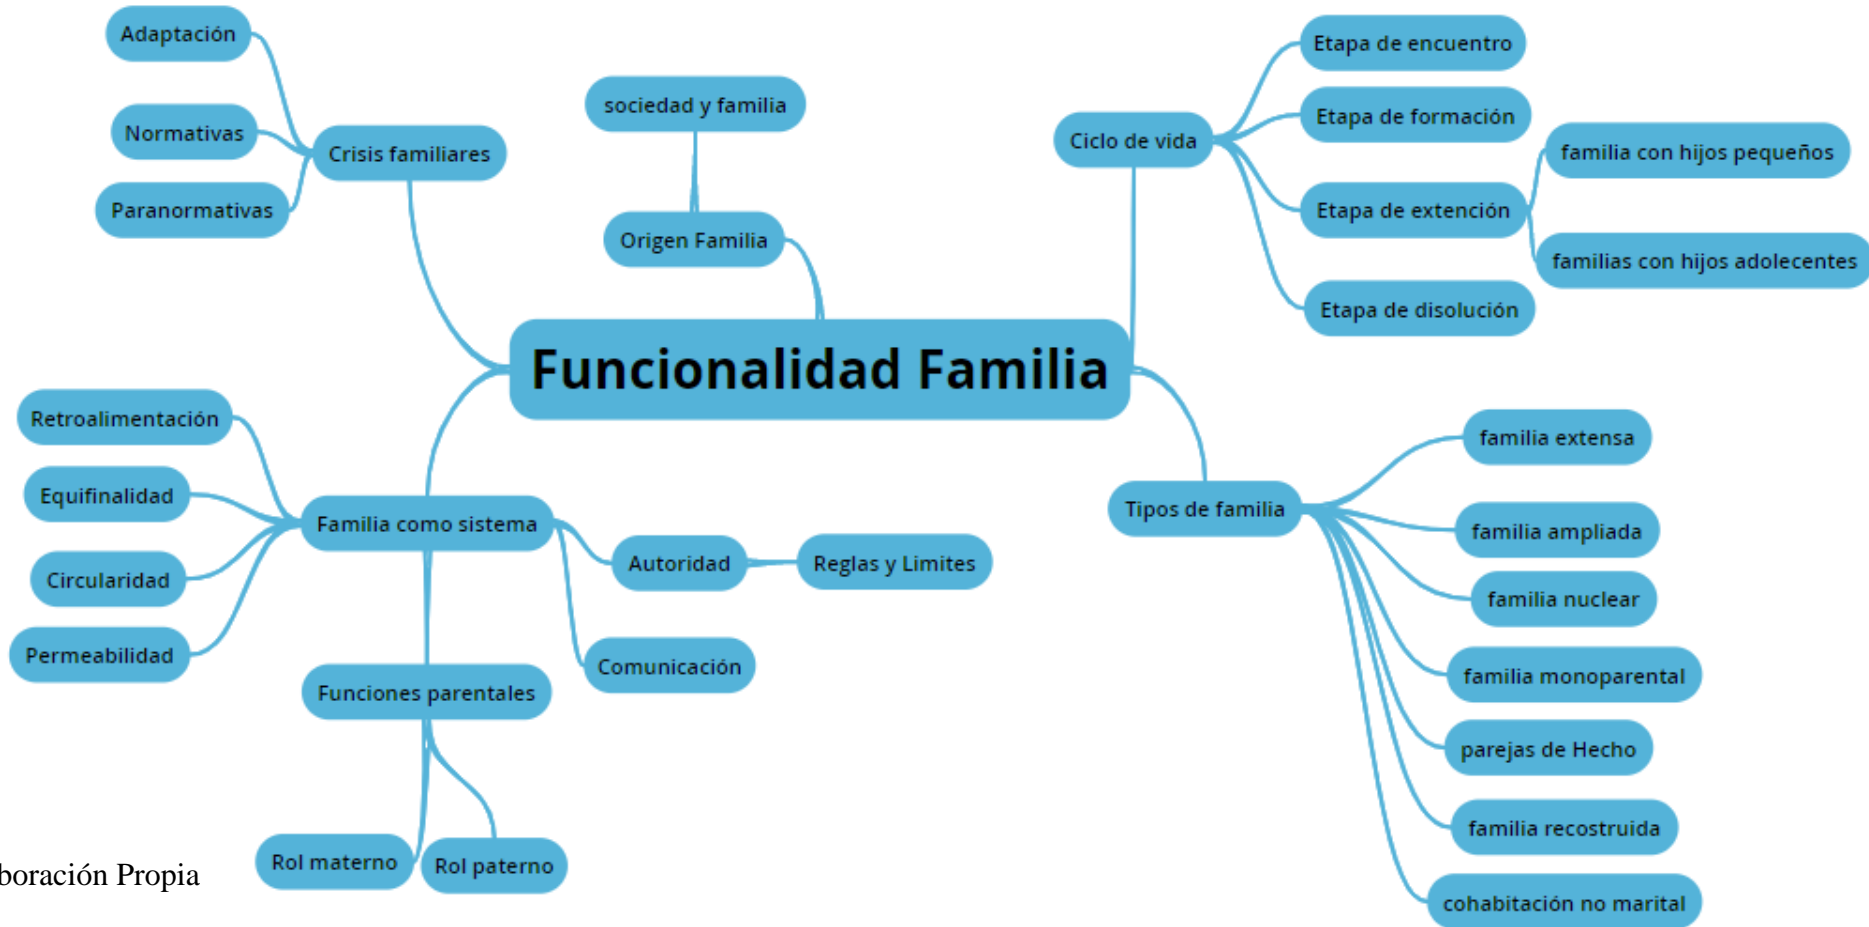 Adaptación
Normativas
Paranormativas
Crisis familiares
sociedad y familia
Origen Familia
Ciclo de vida
Etapa de encuentro
Etapa de formación
Etapa de extención
Etapa de disolución
familia con hijos pequeños
familias con hijos adolecentes
Funcionalidad Familia
Retroalimentación
Equifinalidad
Circularidad
Permeabilidad
Familia como sistema
Autoridad
Reglas y Limites
Comunicación
Funciones parentales
Rol materno
Rol paterno
Tipos de familia
familia extensa
familia ampliada
familia nuclear
familia monoparental
parejas de Hecho
familia recostruida
cohabitación no marital
boración Propia